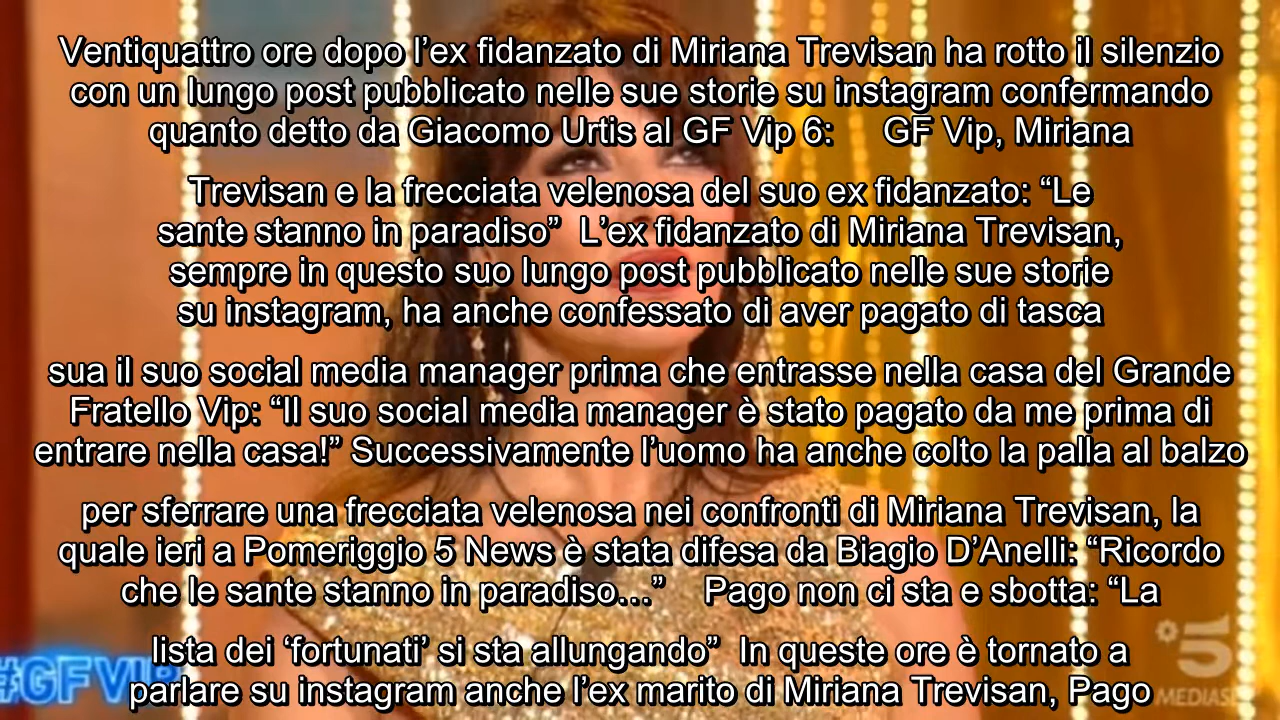 Ventiquattro ore dopo l’ex fidanzato di Miriana Trevisan ha rotto il silenzio
con un lungo post pubblicato nelle sue storie su instagram confermando
quanto detto da Giacomo Urtis al GF Vip 6: GF Vip, Miriana
Trevisan e la frecciata velenosa del suo ex fidanzato: “Le
sante stanno in paradiso” L’ex fidanzato di Miriana Trevisan,
sempre in questo suo lungo post pubblicato nelle sue storie
su instagram, ha anche confessato di aver pagato di tasca
sua il suo social media manager prima che entrasse nella casa del Grande
Fratello Vip: “Il suo social media manager è stato pagato da me prima di
entrare nella casa!” Successivamente l’uomo ha anche colto la palla al balzo
per sferrare una frecciata velenosa nei confronti di Miriana Trevisan, la
quale ieri a Pomeriggio 5 News è stata difesa da Biagio D’Anelli: “Ricordo
che le sante stanno in paradiso…” Pago non ci sta e sbotta: “La
lista dei ‘fortunati’ si sta allungando” In queste ore è tornato a
parlare su instagram anche l’ex marito di Miriana Trevisan, Pago
#GFVIP
5
MEDIASET